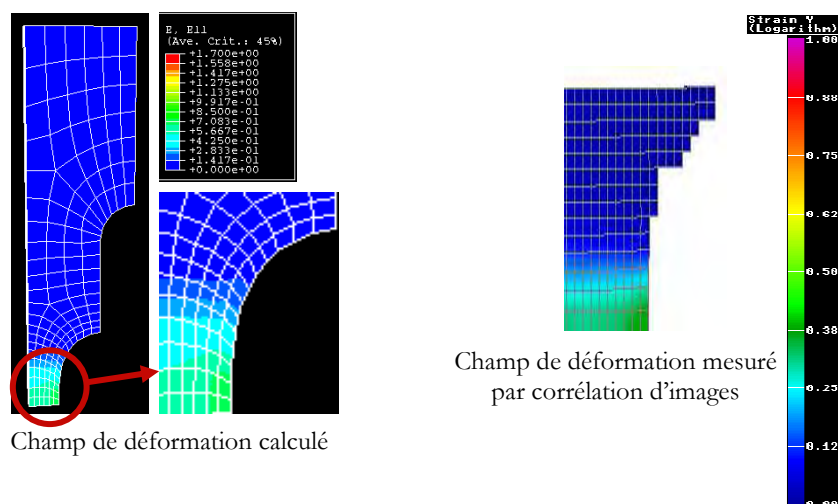 E, E11
(Ave. Crit.: 45%)
+1.700e+00
+1.558e+00
+1.417e+00
+1.275e+00
+1.133e+00
+9.917e-01
+8.500e-01
+7.083e-01
+5.667e-01
+4.250e-01
+2.833e-01
+1.417e-01
+0.000e+00
Champ de déformation calculé
Champ de déformation mesuré
par corrélation d’images
Strain Y
(Logarithm)
1.00
0.88
0.75
0.62
0.50
0.38
0.25
0.12